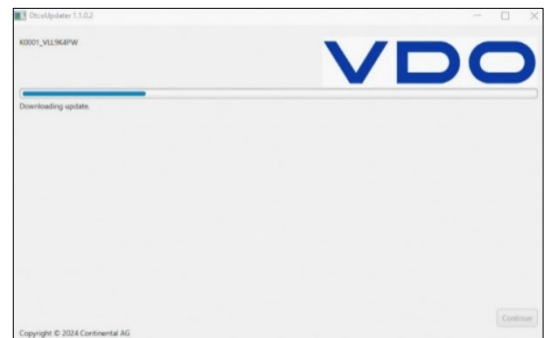 DtcoUpdater 1.1.0.2
K0001_VLL9K4PW
VDO
Downloading update.
Continue
Copyright © 2024 Continental AG